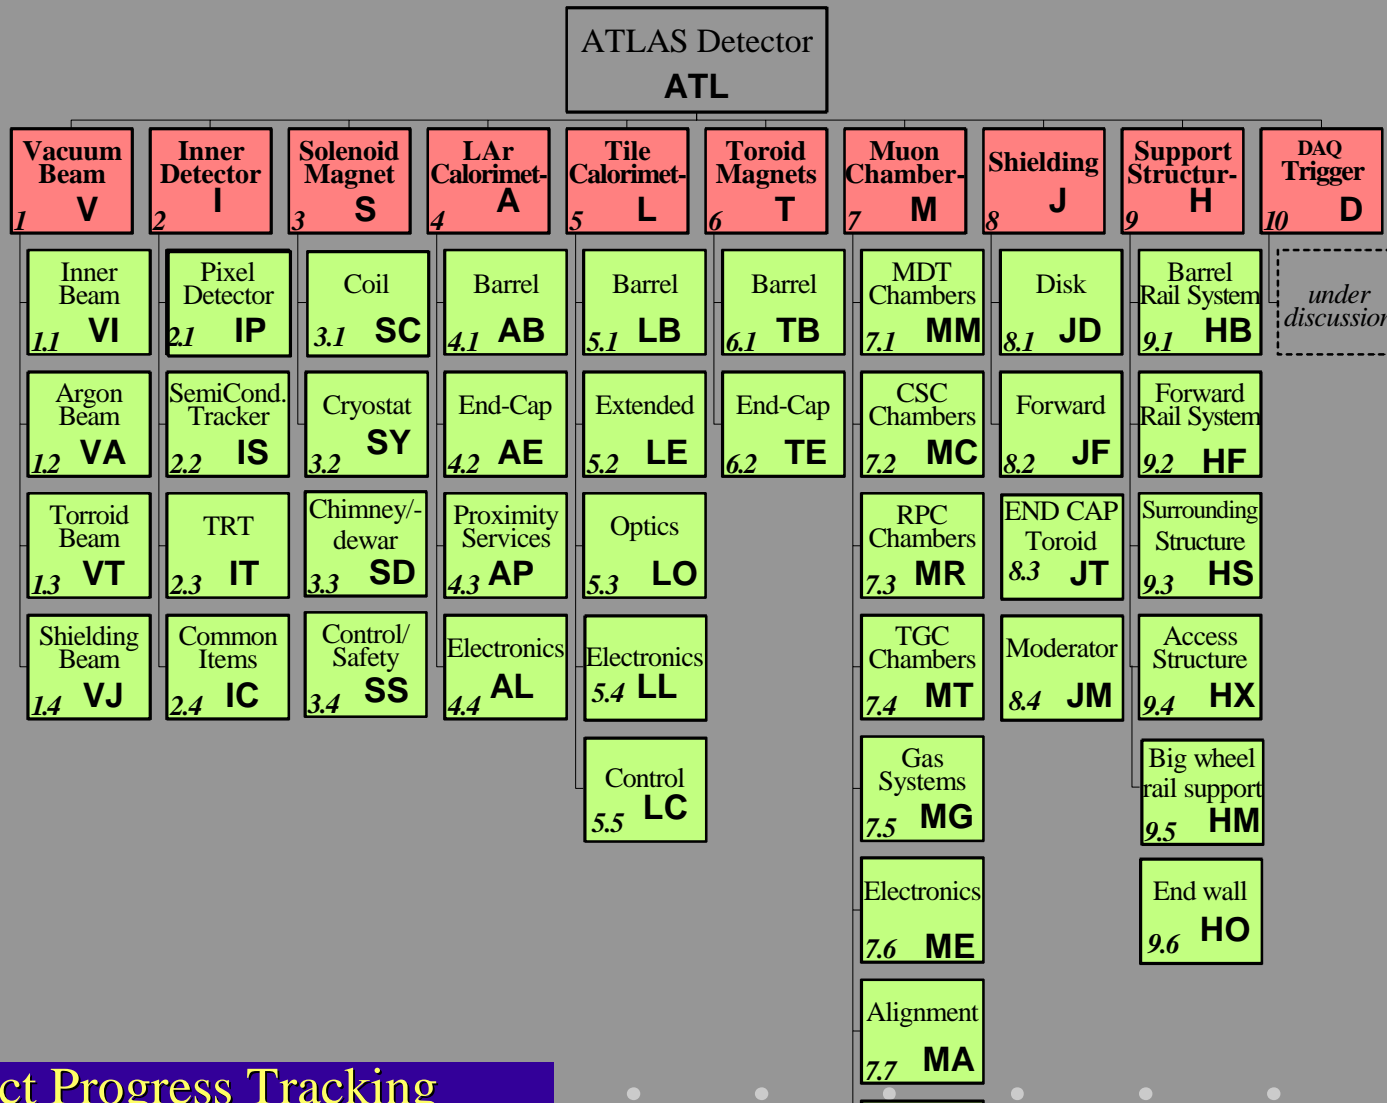 ATLAS Detector
ATL
Vacuum
Beam
1 V
Inner
Detector
2 I
Solenoid
Magnet
3 S
LAr
Calorimet-
4 A
Tile
Calorimet-
5 L
Toroid
Magnets
6 T
Muon
Chamber-
7 M
Shielding
8 J
Support
Structur-
9 H
DAQ
Trigger
10 D
Inner
Beam
1.1 VI
Argon
Beam
1.2 VA
Torroid
Beam
1.3 VT
Shielding
Beam
1.4 VJ
Pixel
Detector
2.1 IP
SemiCond.
Tracker
2.2 IS
TRT
2.3 IT
Common
Items
2.4 IC
Coil
3.1 SC
Cryostat
3.2 SY
Chimney/-
dewar
3.3 SD
Control/
Safety
3.4 SS
Barrel
4.1 AB
End-Cap
4.2 AE
Proximity
Services
4.3 AP
Electronics
4.4 AL
Barrel
5.1 LB
Extended
5.2 LE
Optics
5.3 LO
Electronics
5.4 LL
Control
5.5 LC
Barrel
6.1 TB
End-Cap
6.2 TE
MDT
Chambers
7.1 MM
CSC
Chambers
7.2 MC
RPC
Chambers
7.3 MR
TGC
Chambers
7.4 MT
Gas
Systems
7.5 MG
Electronics
7.6 ME
Alignment
7.7 MA
Disk
8.1 JD
Forward
8.2 JF
END CAP
Toroid
8.3 JT
Moderator
8.4 JM
Barrel
Rail System
9.1 HB
Forward
Rail System
9.2 HF
Surrounding
Structure
9.3 HS
Access
Structure
9.4 HX
Big wheel
rail support
9.5 HM
End wall
9.6 HO
under
discussion
ct Progress Tracking